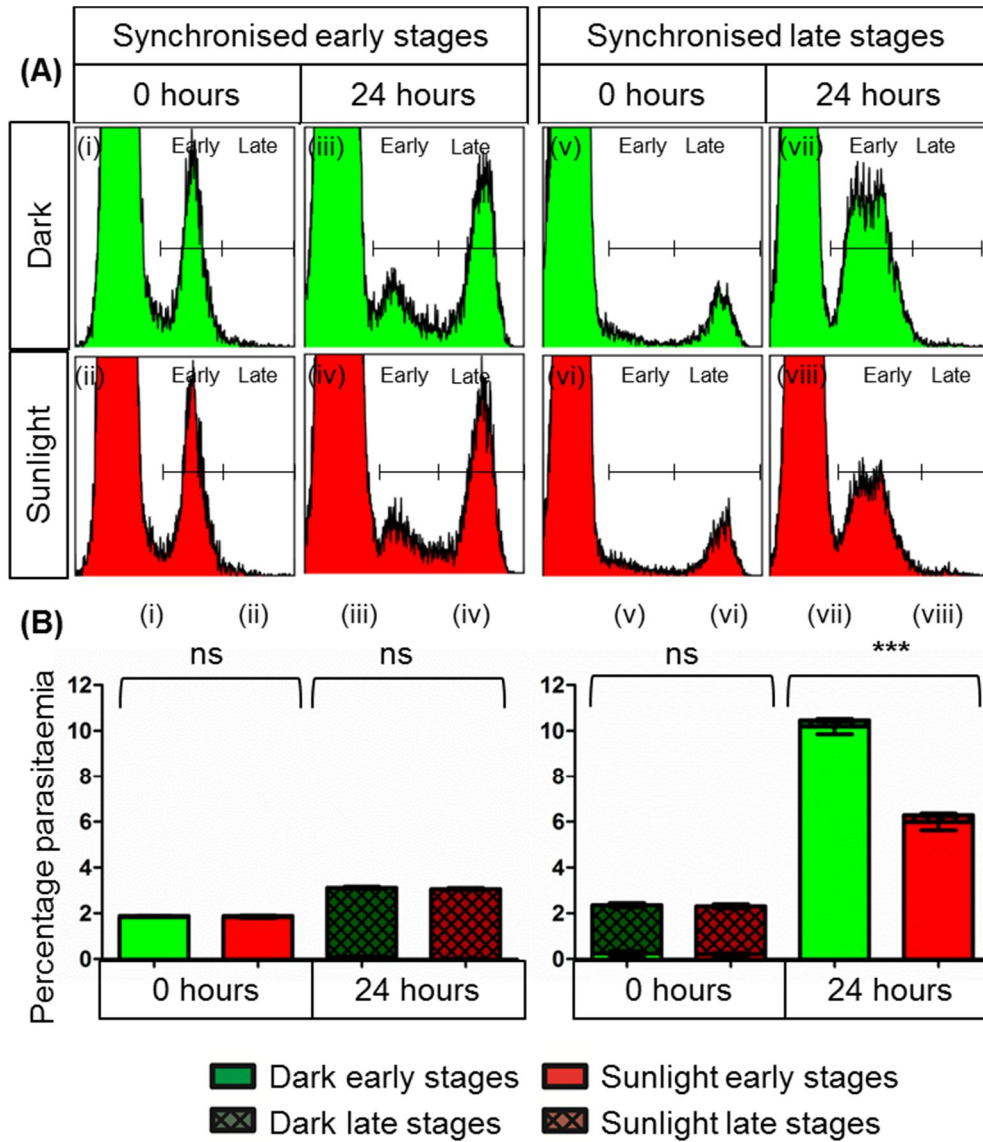 Synchronised early stages Synchronised late stages
(A)
0 hours 24 hours 0 hours 24 hours
Dark
(i) Early Late (iii) Early Late (v) Early Late (vii) Early Late
Sunlight
(ii) Early Late (iv) Early Late (vi) Early Late (viii) Early Late
(B)
(i) (ii) (iii) (iv) (v) (vi) (vii) (viii)
ns ns ns ***
Percentage parasitaemia
12 12
10 10
8 8
6 6
4 4
2 2
0 0
0 hours 24 hours 0 hours 24 hours
Dark early stages Sunlight early stages
Dark late stages Sunlight late stages